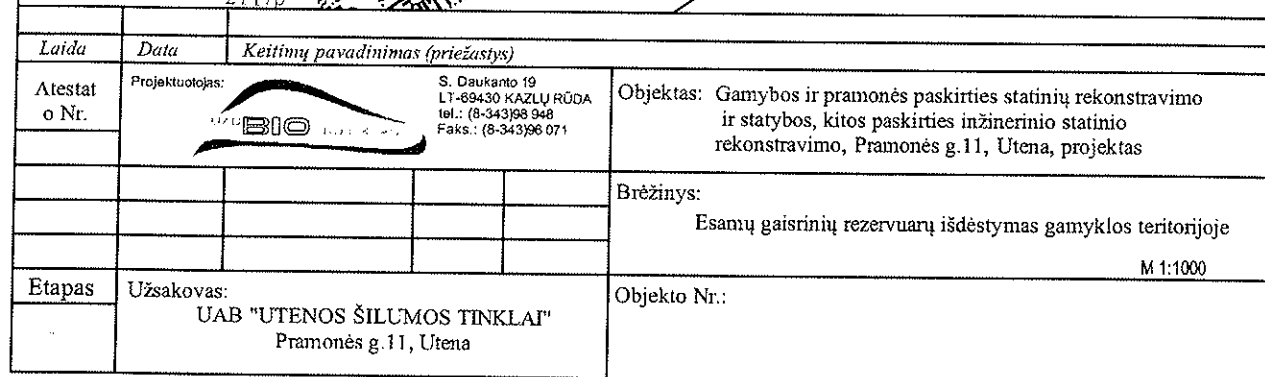 Laida Data Keitimų pavadinimas (priežastys)
Atestat
o Nr.
Projektuotojas:
BIO
S. Daukanto 19
LT-69430 KAZLŲ RŪDA
tel.: (8-343)98 948
Faks.: (8-343)96 071
Objektas: Gamybos ir pramonės paskirties statinių rekonstravimo
ir statybos, kitos paskirties inžinerinio statinio
rekonstravimo, Pramonės g.11, Utena, projektas
Brėžinys:
Esamų gaisrinių rezervuarų išdėstymas gamyklos teritorijoje
M 1:1000
Etapas
Užsakovas:
UAB "UTENOS ŠILUMOS TINKLAI"
Pramonės g.11, Utena
Objekto Nr.: